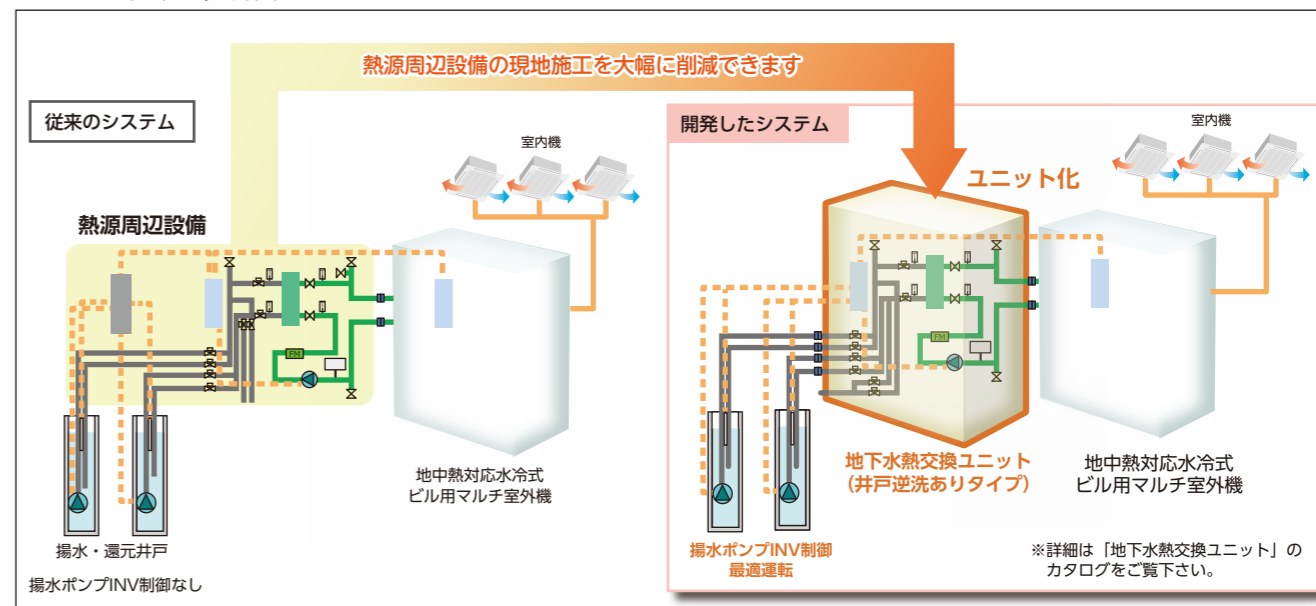 熱源周辺設備の現地施工を大幅に削減できます
従来のシステム
室内機
熱源周辺設備
FM
地中熱対応水冷式
ビル用マルチ室外機
揚水・還元井戸
揚水ポンプINV制御なし
開発したシステム
室内機
ユニット化
FM
地下水熱交換ユニット
(井戸逆洗ありタイプ)
地中熱対応水冷式
ビル用マルチ室外機
揚水ポンプINV制御
最適運転
※詳細は「地下水熱交換ユニット」の
カタログをご覧下さい。